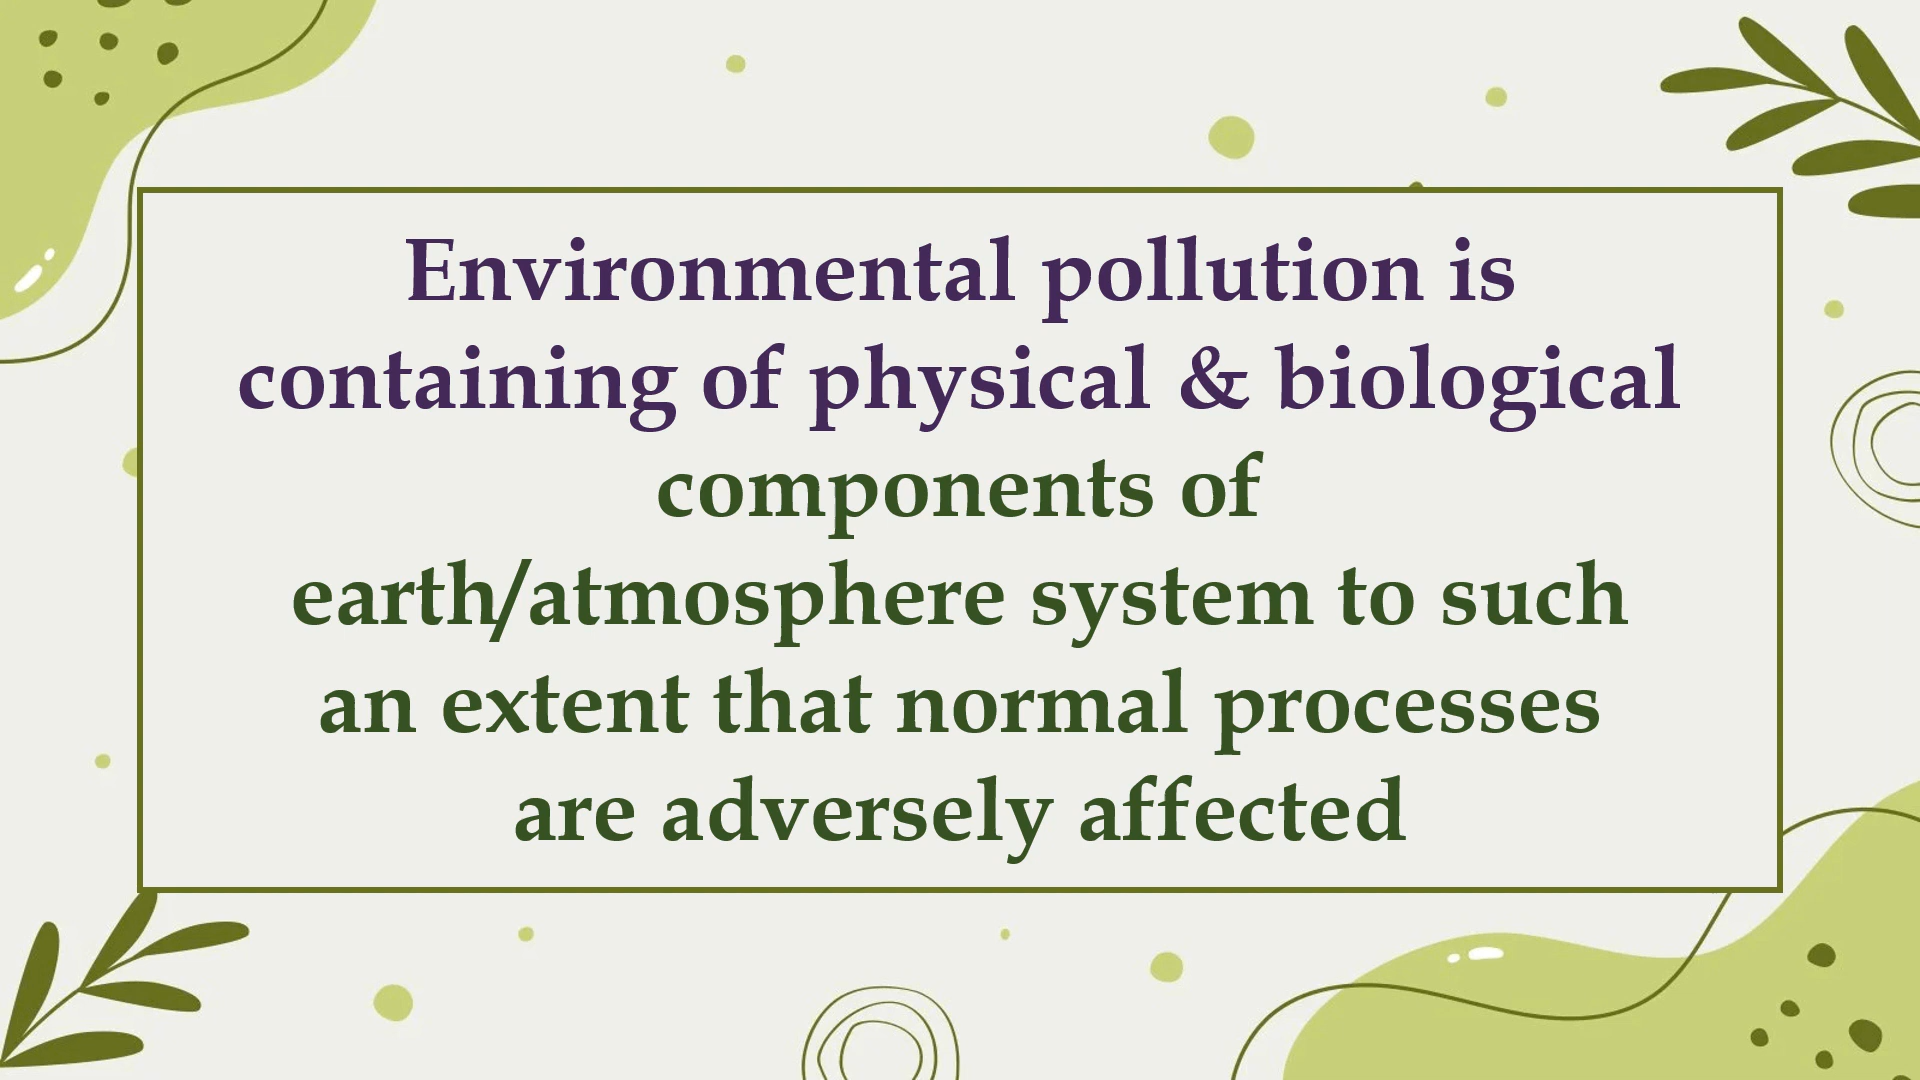 Environmental pollution is
containing of physical & biological
components of
earth/atmosphere system to such
an extent that normal processes
are adversely affected